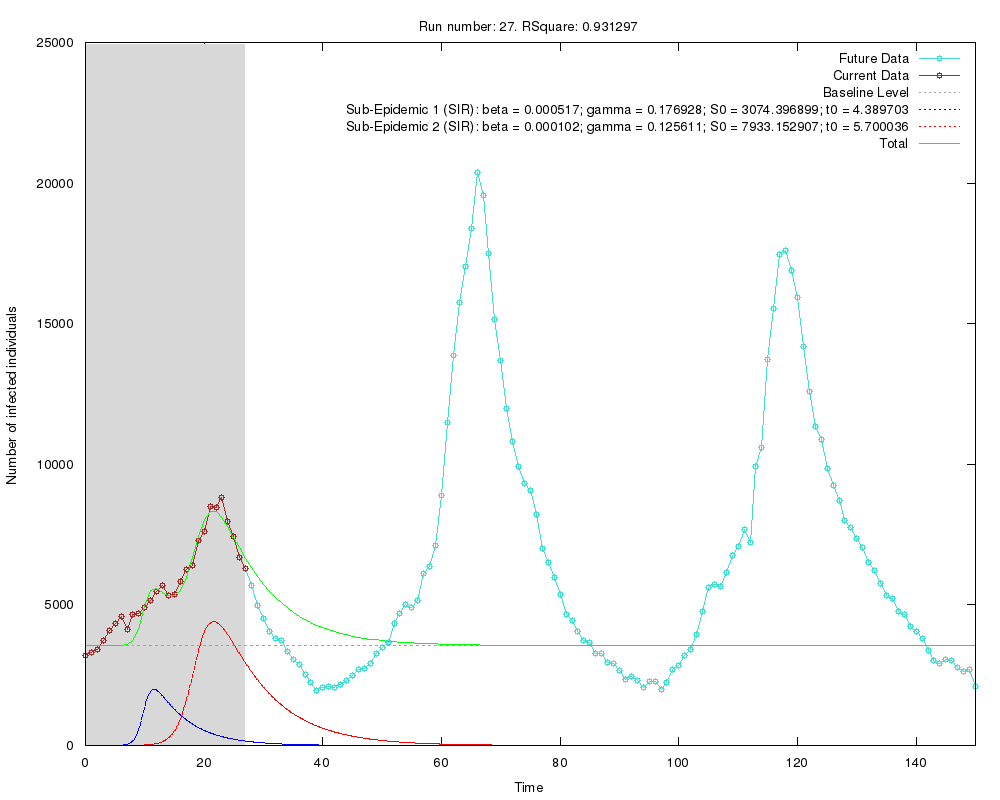 Run number: 27. RSquare: 0.931297
Future Data
Current Data
Baseline Level
Sub-Epidemic 1 (SIR): beta = 0.000517; gamma = 0.176928; S0 = 3074.396899; t0 = 4.389703
Sub-Epidemic 2 (SIR): beta = 0.000102; gamma = 0.125611; S0 = 7933.152907; t0 = 5.700036
Total
25000
20000
15000
10000
5000
0
Number of infected individuals
0 20 40 60 80 100 120 140
Time